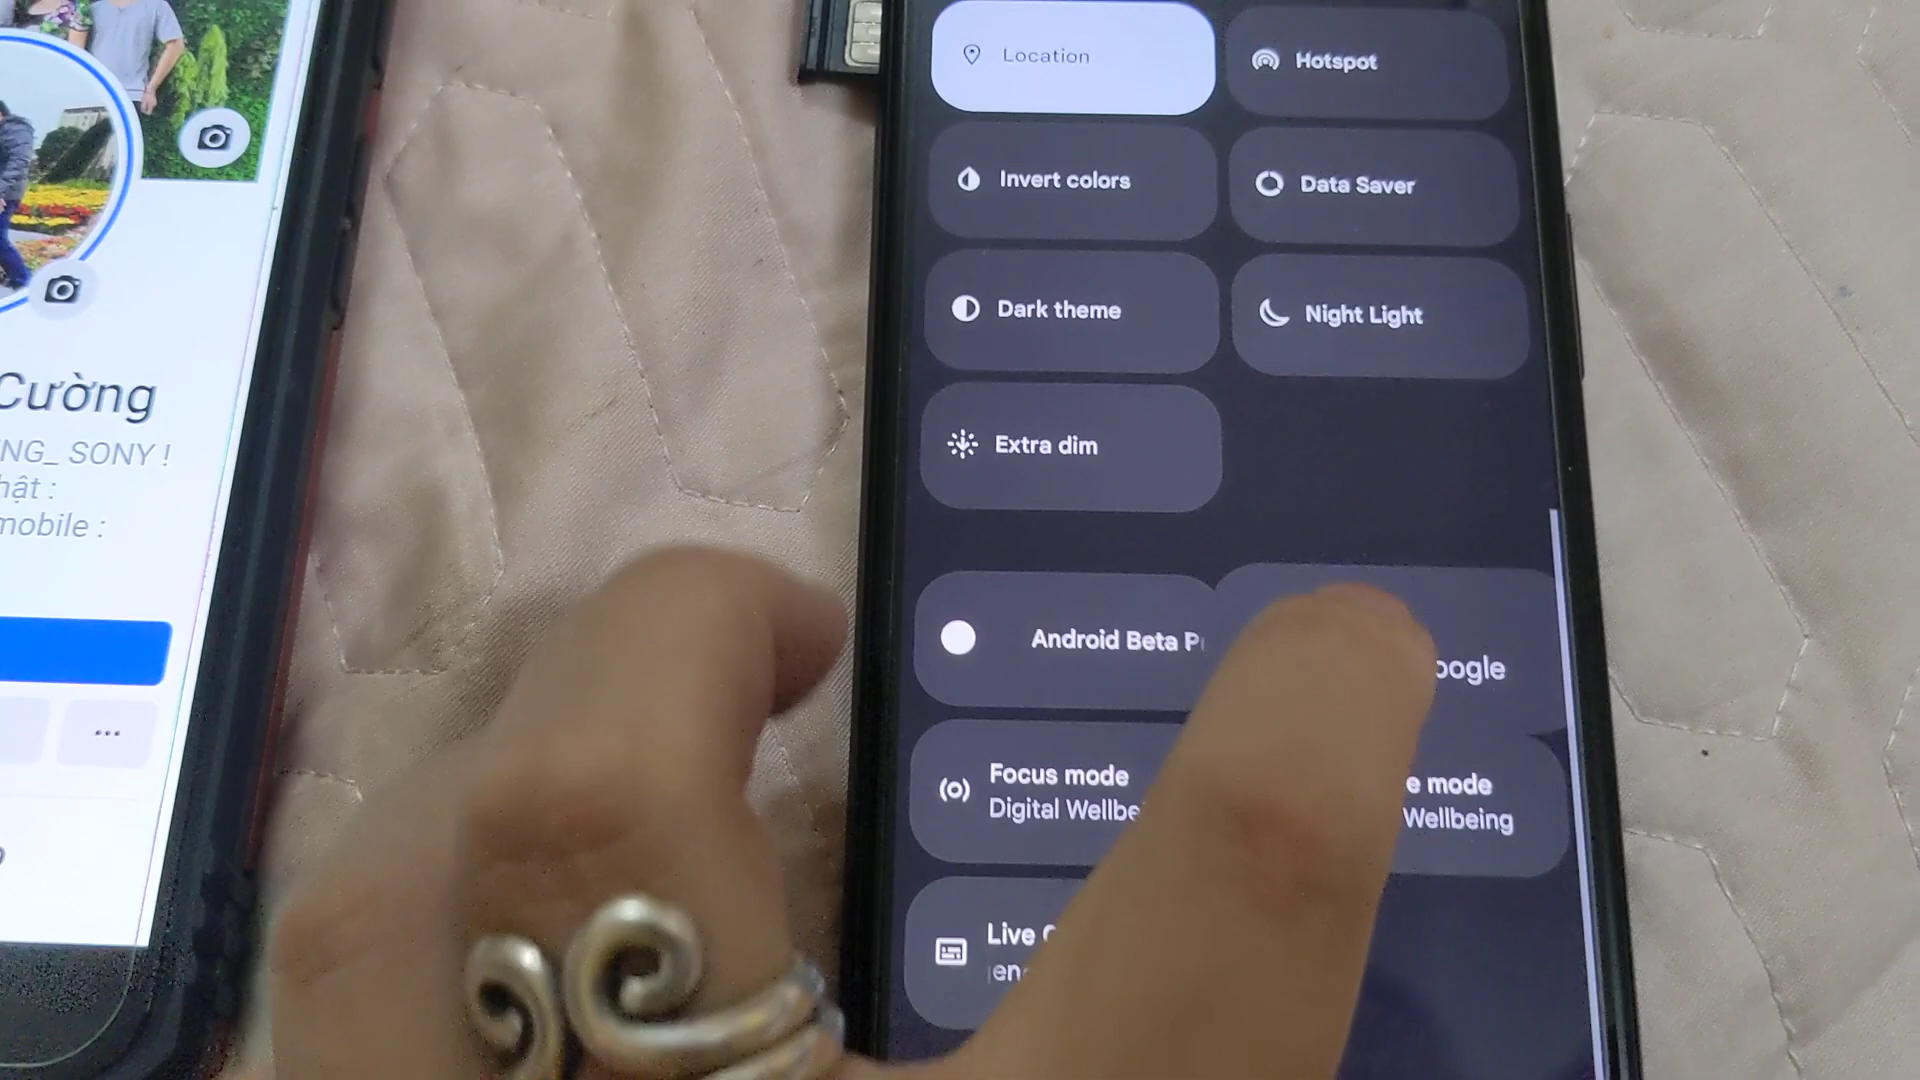 Cường
NG_ SONY !
hật :
mobile :
Location
Hotspot
Invert colors
Data Saver
Dark theme
Night Light
Extra dim
Android Beta P
oogle
Focus mode
Digital Wellbe
e mode
Wellbeing
Live
en